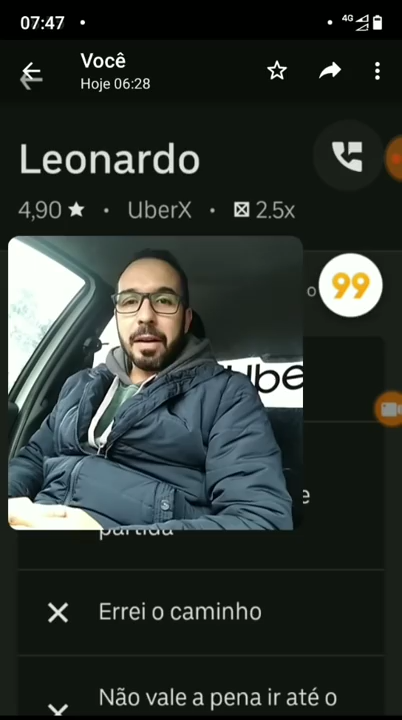 07:47
4G
Você
Hoje 06:28
Leonardo
4,90 ★ • UberX • 2.5x
o
99
ube
e
partida
Errei o caminho
Não vale a pena ir até o